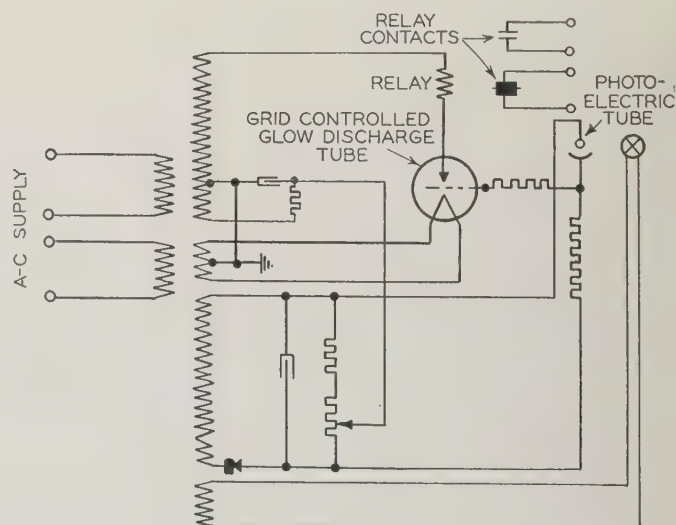 RELAY
CONTACTS
RELAY
PHOTO-
ELECTRIC
TUBE
GRID CONTROLLED
GLOW DISCHARGE
TUBE
A-C SUPPLY